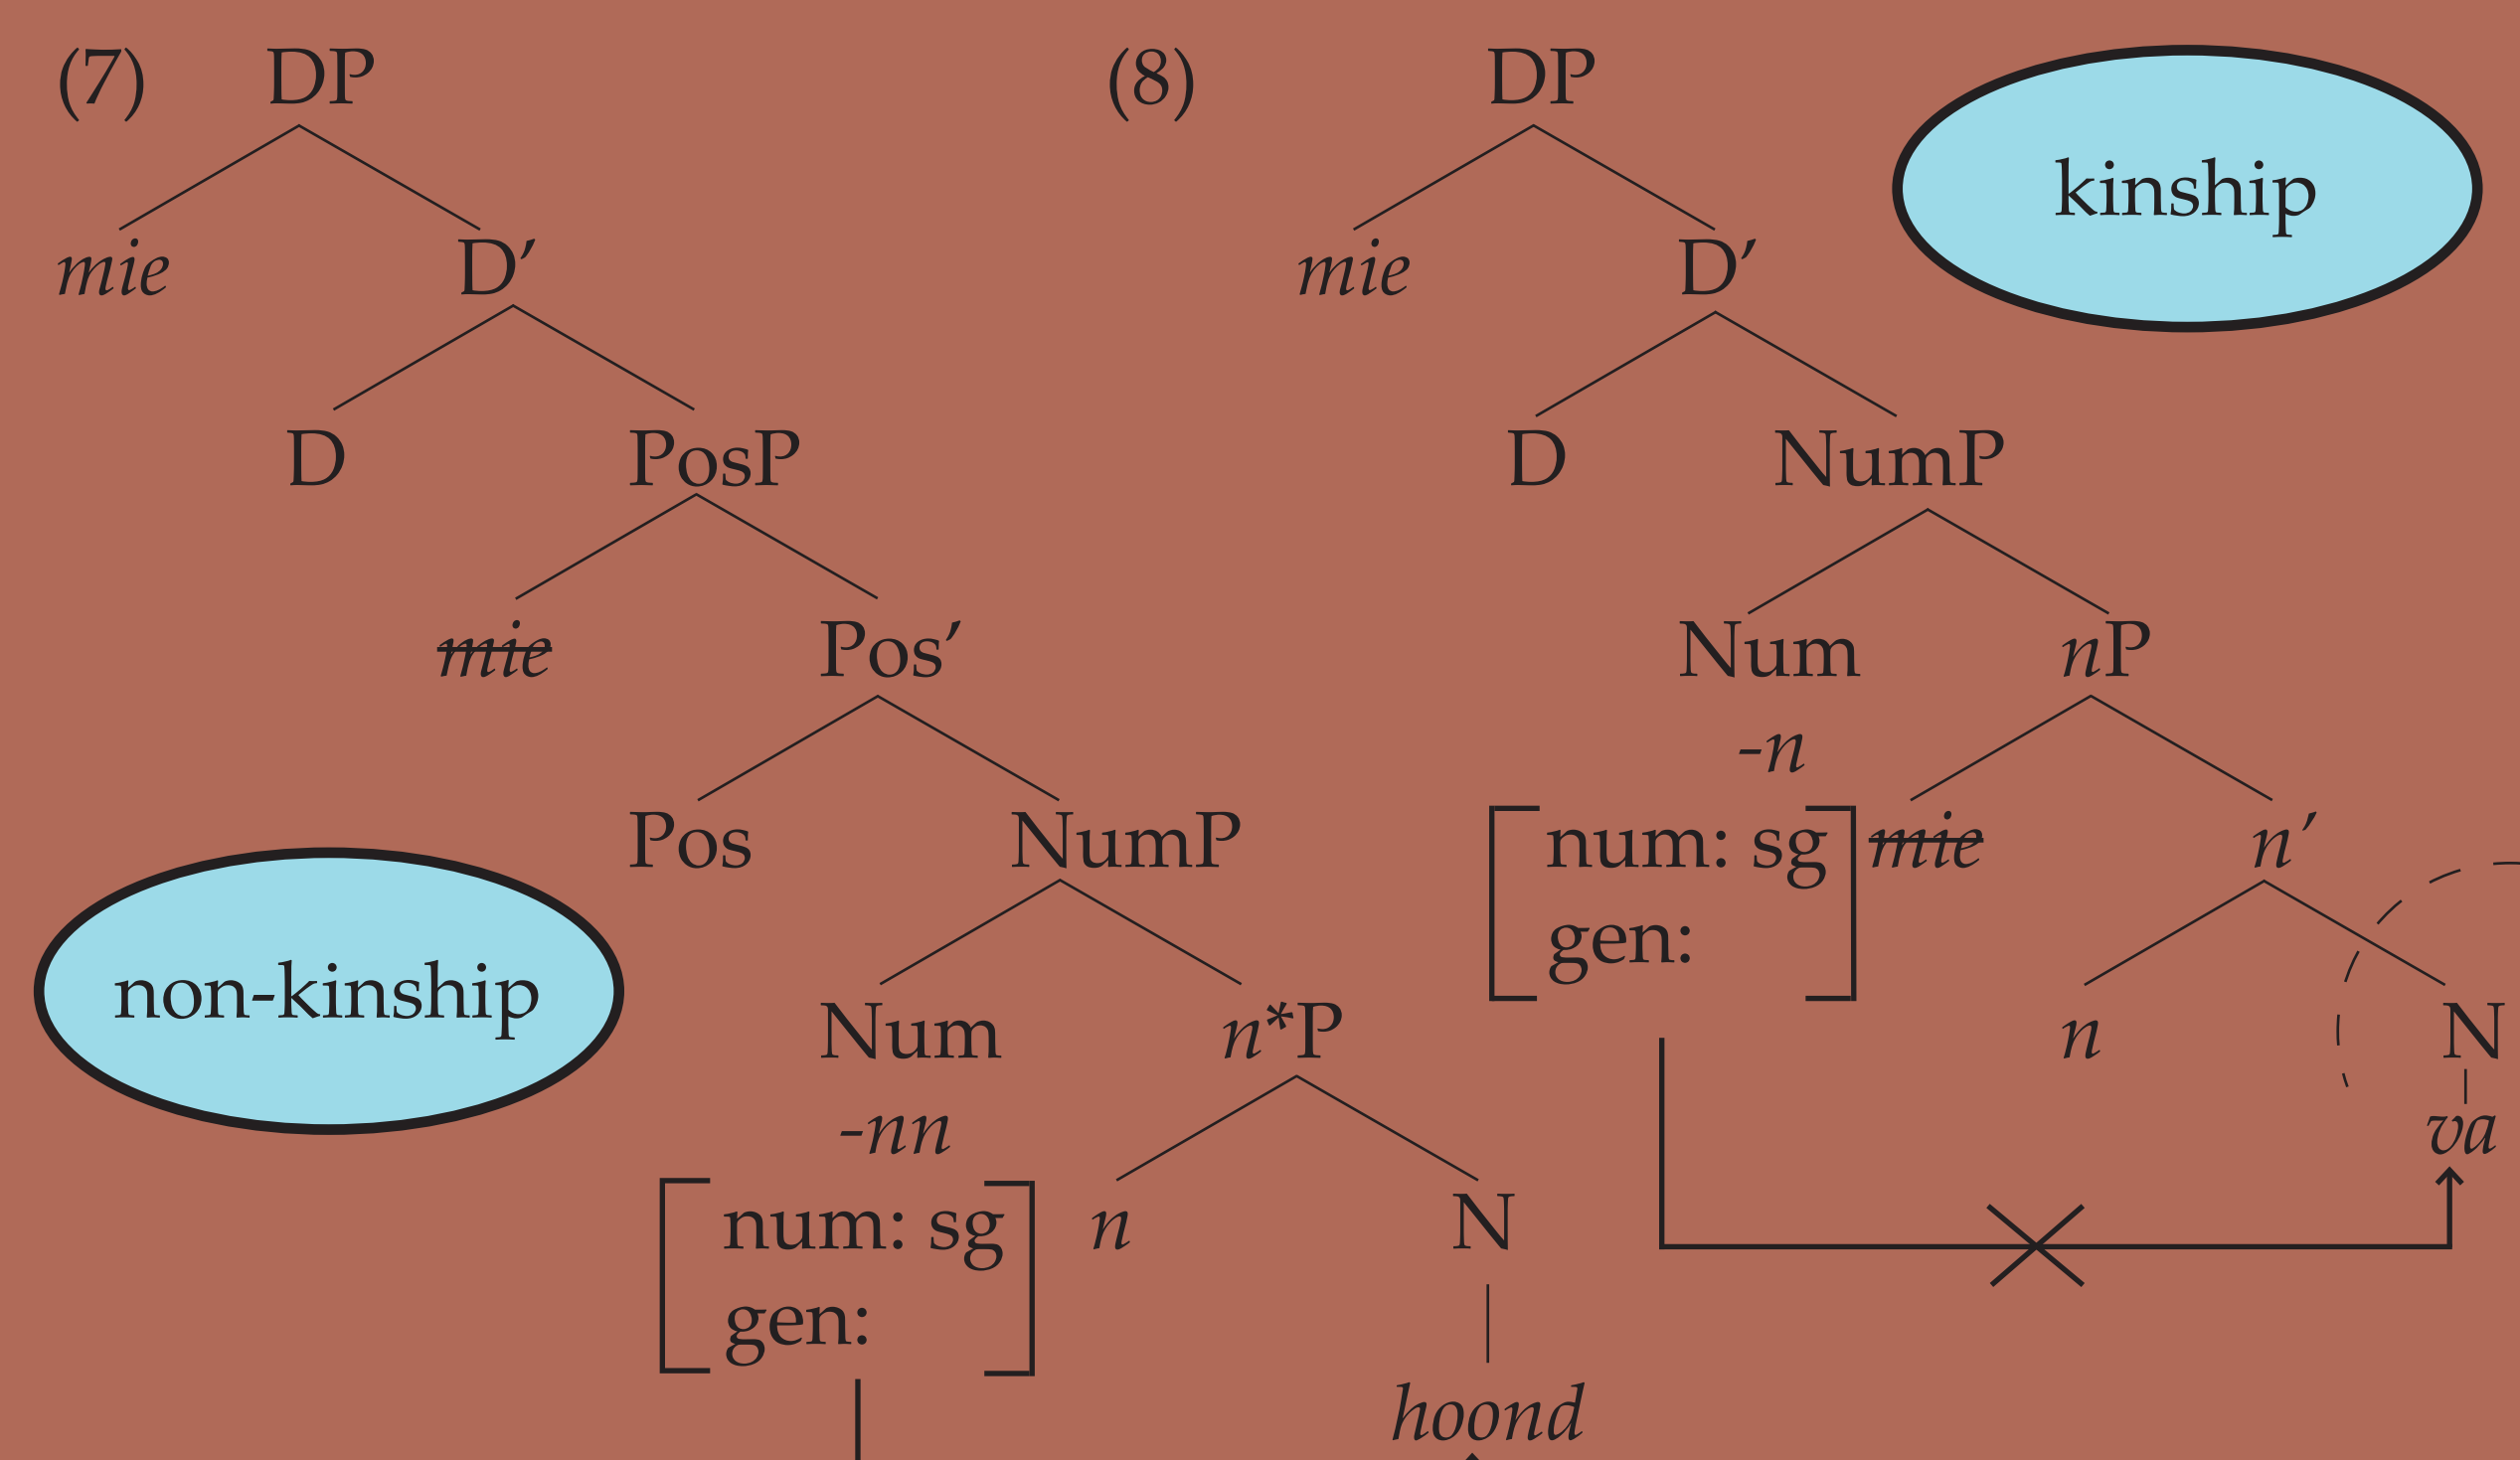 (7) DP
mie D′
D PosP
mie Pos′
Pos NumP
non-kinship
Num n*P
-nn
num: sg n N
gen:
hoond
(8) DP
kinship
mie D′
D NumP
Num nP
-n
num: sg mie n′
gen:
n N
va